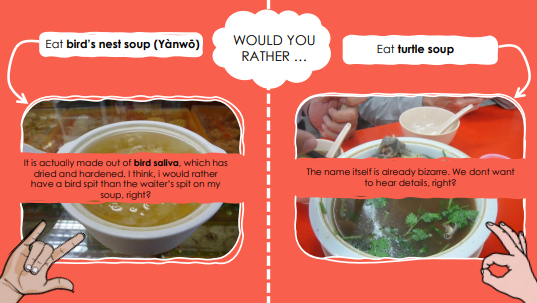 Eat bird's nest soup (Yànwō)
WOULD YOU
RATHER …
Eat turtle soup
It is actually made out of bird saliva, which has
dried and hardened. I think, i would rather
have a bird spit than the waiter's spit on my
soup, right?
The name itself is already bizarre. We dont want
to hear details, right?